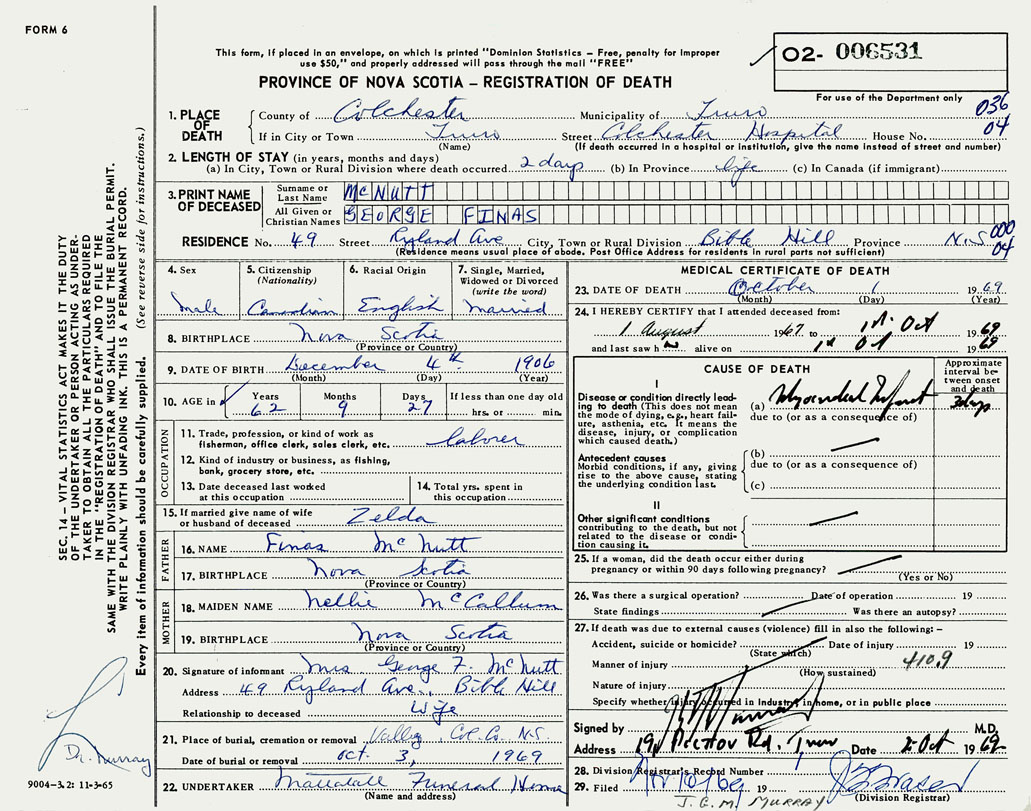 FORM 6
This form, if placed in an envelope, on which is printed "Dominion Statistics – Free, penalty for improper
use $50," and properly addressed will pass through the mail "FREE"
PROVINCE OF NOVA SCOTIA – REGISTRATION OF DEATH
O2- 006531
For use of the Department only
036
04
1. PLACE OF DEATH County of Colchester Municipality of Truro
If in City or Town Truro Street Colchester Hospital House No.
(Name) (If death occurred in a hospital or institution, give the name instead of street and number)
2. LENGTH OF STAY (in years, months and days)
(a) In City, Town or Rural Division where death occurred 2 days (b) In Province life (c) In Canada (if immigrant)
3. PRINT NAME OF DECEASED
Surname or Last Name McNUTT
All Given or Christian Names GEORGE FINAS
RESIDENCE No. 49 Street Ryland Ave City, Town or Rural Division Bible Hill Province N.S
(Residence means usual place of abode. Post Office Address for residents in rural parts not sufficient)
000
04
4. Sex Male
5. Citizenship (Nationality) Canadian
6. Racial Origin English
7. Single, Married, Widowed or Divorced (write the word) Married
8. BIRTHPLACE Nova Scotia
(Province or Country)
9. DATE OF BIRTH December 4th 1906
(Month) (Day) (Year)
10. AGE in Years 62 Months 9 Days 27 If less than one day old
hrs. or min.
OCCUPATION
11. Trade, profession, or kind of work as laborer
fisherman, office clerk, sales clerk, etc.
12. Kind of industry or business, as fishing,
bank, grocery store, etc.
13. Date deceased last worked at this occupation
14. Total yrs. spent in this occupation
15. If married give name of wife or husband of deceased Zelda
FATHER
16. NAME Finas McNutt
17. BIRTHPLACE Nova Scotia
(Province or Country)
MOTHER
18. MAIDEN NAME Nellie McCallum
19. BIRTHPLACE Nova Scotia
(Province or Country)
20. Signature of informant Mrs George F. McNutt
Address 49 Ryland Ave., Bible Hill
Relationship to deceased Wife
21. Place of burial, cremation or removal Valley, Col. Co. N.S.
Date of burial or removal Oct. 3, 1969
22. UNDERTAKER Mattatall Funeral Home
(Name and address)
MEDICAL CERTIFICATE OF DEATH
23. DATE OF DEATH October 1 1969
(Month) (Day) (Year)
24. I HEREBY CERTIFY that I attended deceased from:
1 August 1967 to 1st Oct 1969
and last saw h alive on 1st Oct 1969
CAUSE OF DEATH
Approximate interval between onset and death
I
Disease or condition directly leading to death (This does not mean the mode of dying, e.g., heart failure, asthenia, etc. It means the disease, injury, or complication which caused death.)
(a) Myocardial Infarct 3 days
due to (or as a consequence of)
Antecedent causes
Morbid conditions, if any, giving rise to the above cause, stating the underlying condition last.
(b)
due to (or as a consequence of)
(c)
II
Other significant conditions
contributing to the death, but not related to the disease or condition causing it.
25. If a woman, did the death occur either during
pregnancy or within 90 days following pregnancy?
(Yes or No)
26. Was there a surgical operation? Date of operation 19
State findings Was there an autopsy?
27. If death was due to external causes (violence) fill in also the following: –
Accident, suicide or homicide? Date of injury 19
(State which)
Manner of injury 410.9
(How sustained)
Nature of injury
Specify whether injury occurred in industry, in home, or in public place
Signed by M.D.
Address Pictou Rd. Truro Date 2 Oct 1969
28. Division Registrar's Record Number
29. Filed 19
(Division Registrar)
J.G.M. MURRAY
SEC. 14 – VITAL STATISTICS ACT MAKES IT THE DUTY
OF THE UNDERTAKER OR PERSON ACTING AS UNDER-
TAKER TO OBTAIN ALL THE PARTICULARS REQUIRED
IN THE "REGISTRATION OF DEATH" AND TO FILE THE
SAME WITH THE DIVISION REGISTRAR WHO SHALL ISSUE THE BURIAL PERMIT.
WRITE PLAINLY WITH UNFADING INK. THIS IS A PERMANENT RECORD.
Every item of information should be carefully supplied. (See reverse side for instructions.)
Dr. Murray
9004-3.2: 11-3-65